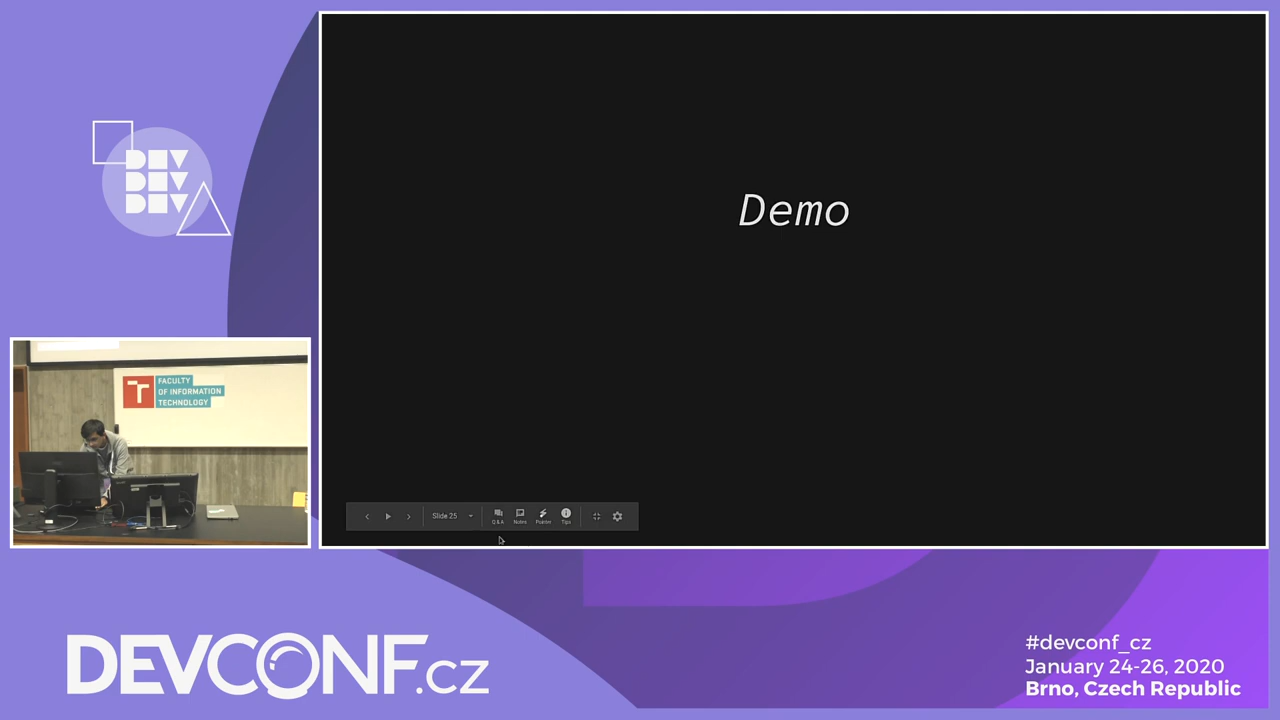 DEV
DEV
DEV
Demo
FACULTY
OF INFORMATION
TECHNOLOGY
Slide 25
Q&A
Notes
Pointer
Tips
DEVCONF.cz
#devconf_cz
January 24-26, 2020
Brno, Czech Republic